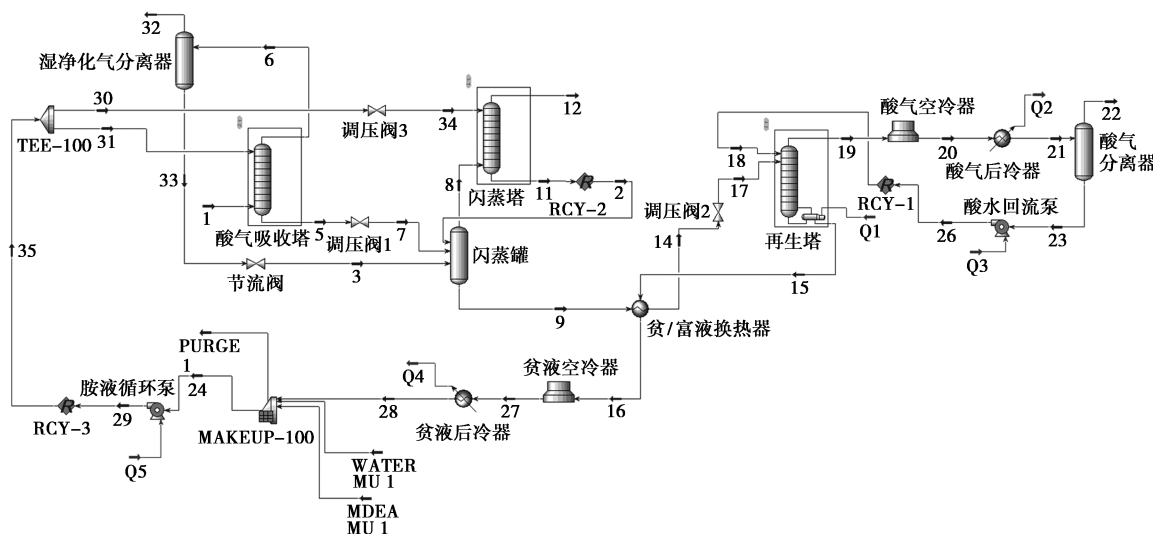 32
湿净化气分离器
6
30
31
TEE-100
33
1
酸气吸收塔
5
调压阀1
7
调压阀3
34
12
8
闪蒸塔
11
2
RCY-2
闪蒸罐
节流阀
3
9
35
18
17
调压阀2
14
19
酸气空冷器
20
Q2
酸气后冷器
21
22
酸气
分离器
RCY-1
酸水回流泵
26
23
Q3
Q1
再生塔
15
贫/富液换热器
贫液空冷器
16
27
Q4
贫液后冷器
28
PURGE
1
24
胺液循环泵
29
RCY-3
Q5
MAKEUP-100
WATER
MU 1
MDEA
MU 1